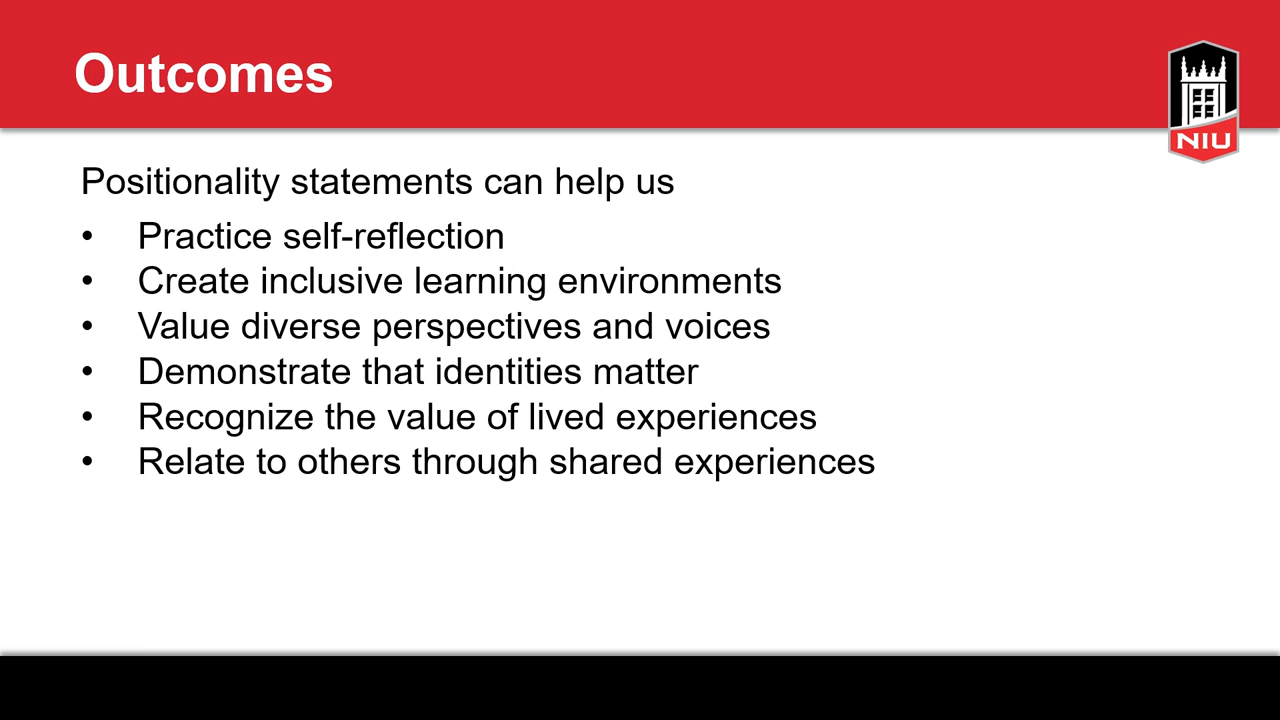 Outcomes
NIU
Positionality statements can help us
• Practice self-reflection
• Create inclusive learning environments
• Value diverse perspectives and voices
• Demonstrate that identities matter
• Recognize the value of lived experiences
• Relate to others through shared experiences